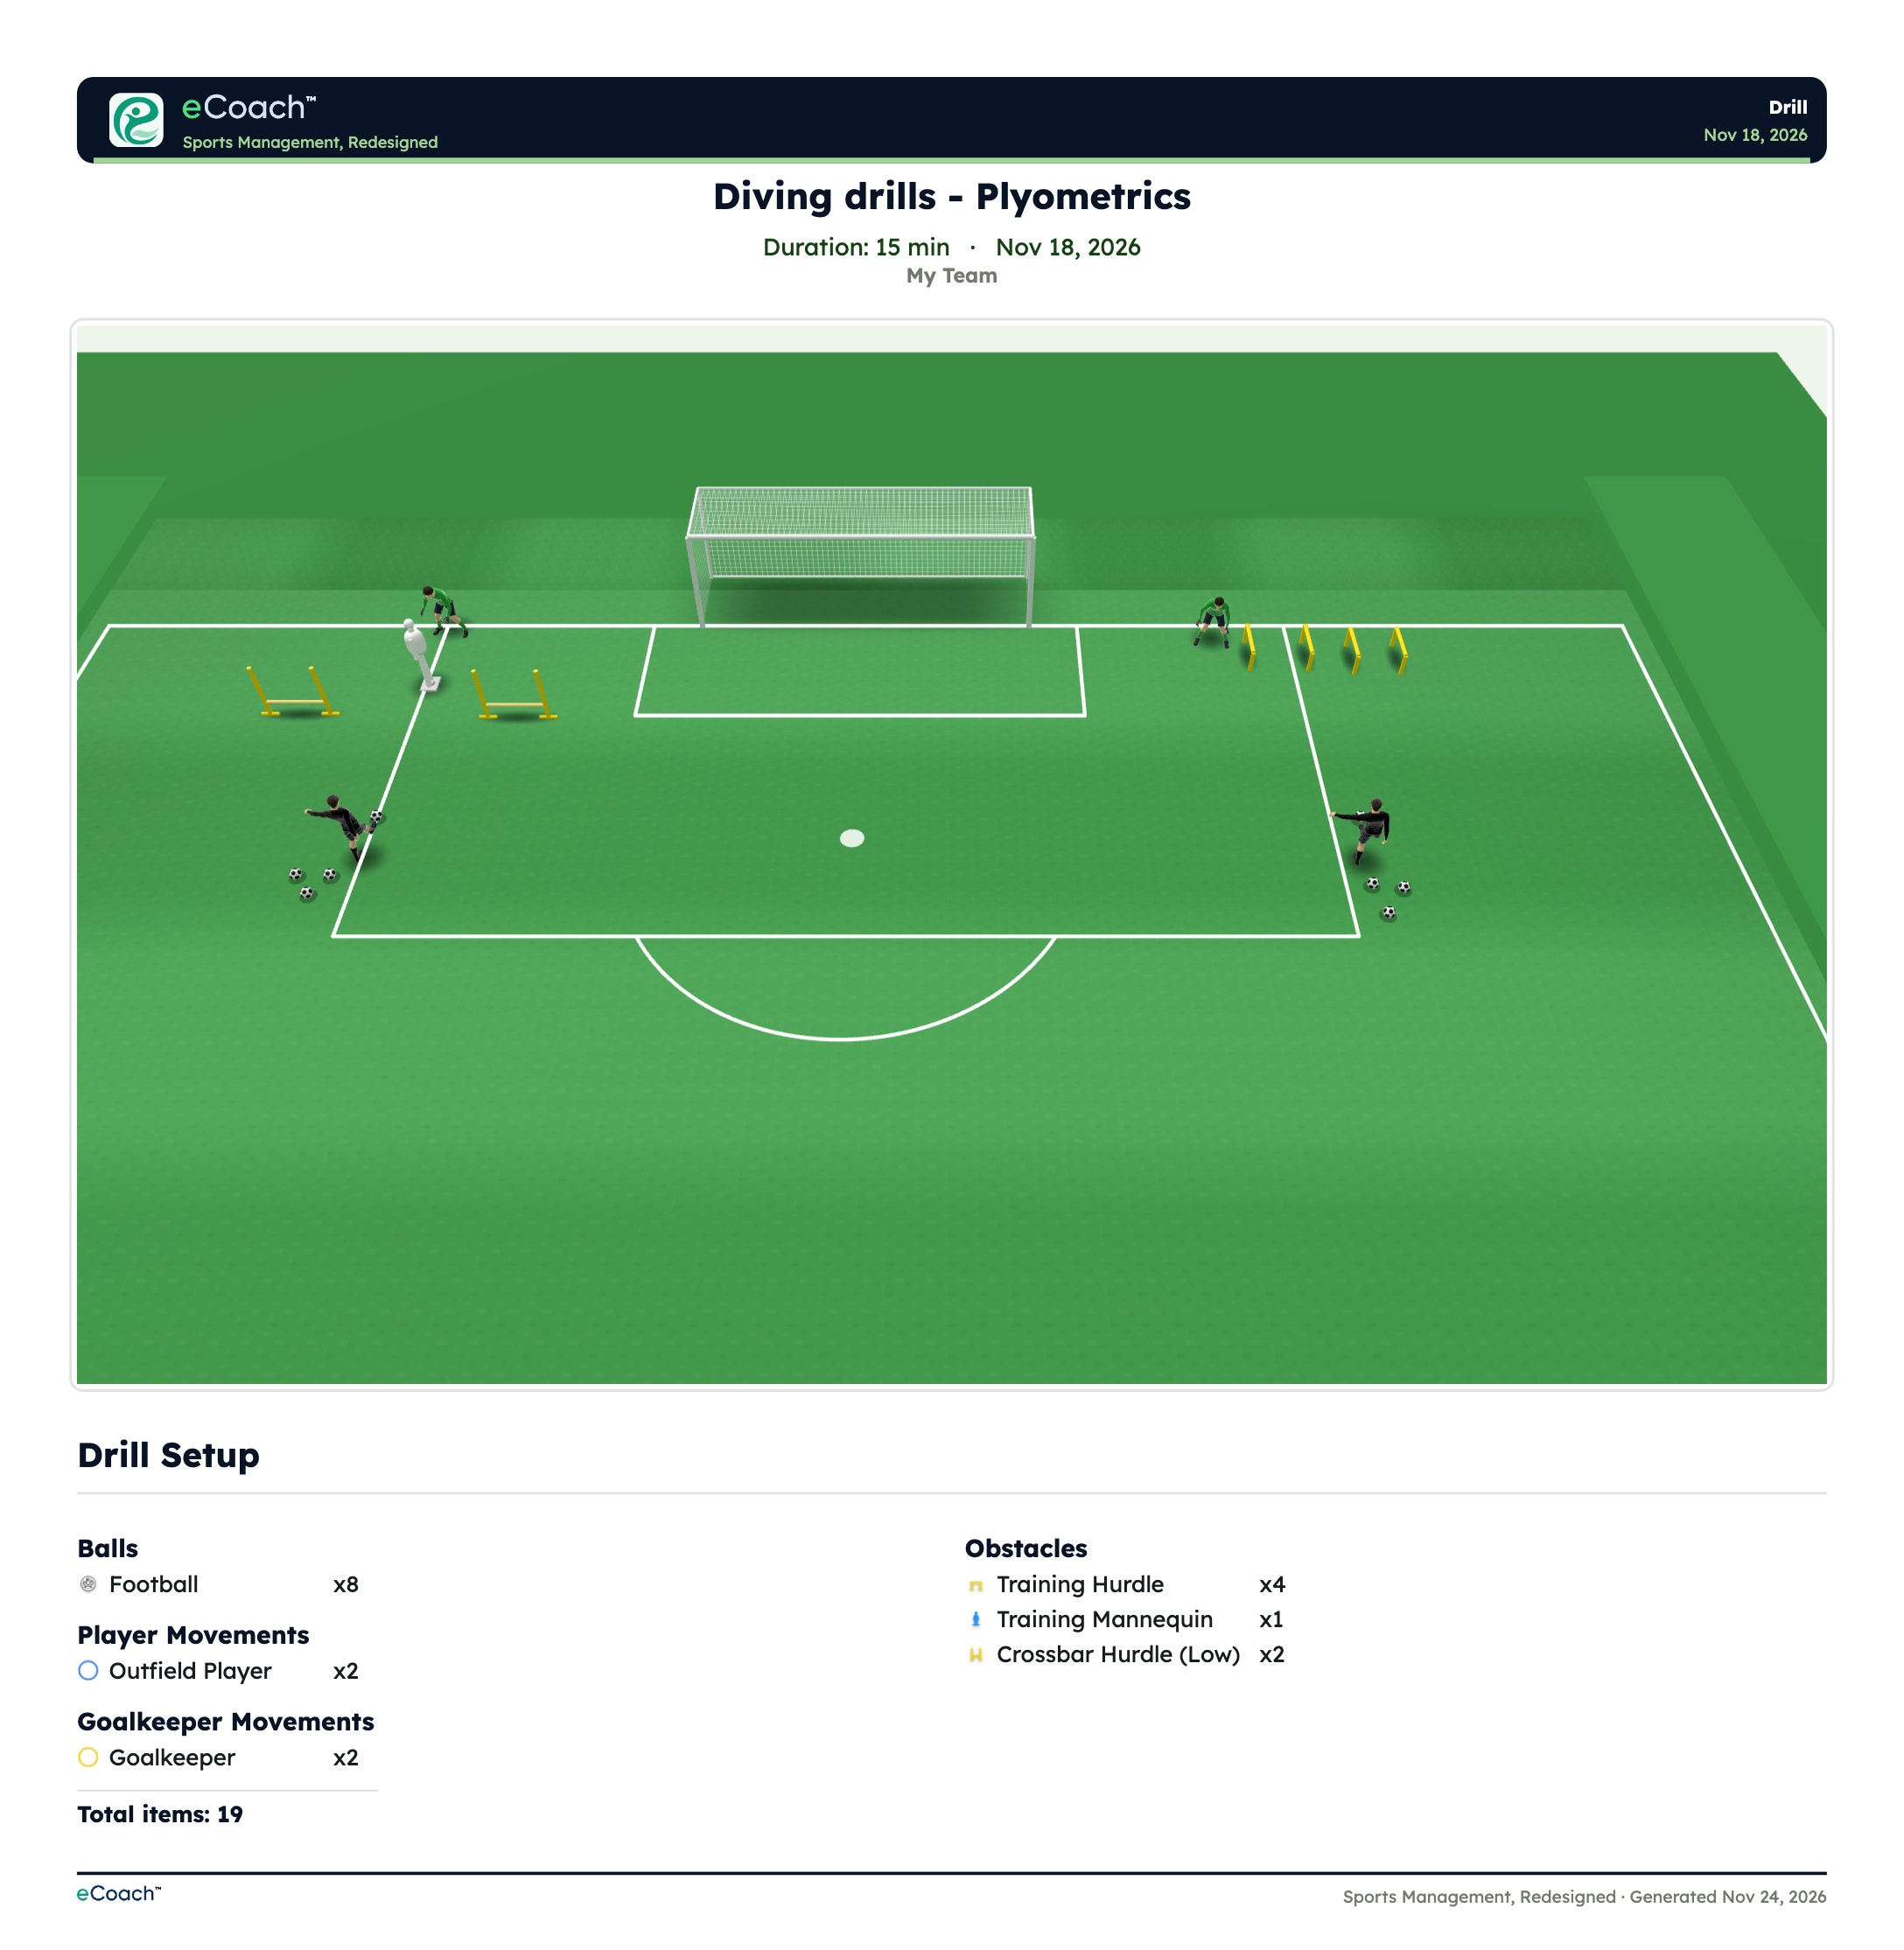 eCoach™
Sports Management, Redesigned
Drill
Nov 18, 2026
Diving drills - Plyometrics
Duration: 15 min · Nov 18, 2026
My Team
Drill Setup
Balls
Football x8
Player Movements
Outfield Player x2
Goalkeeper Movements
Goalkeeper x2
Total items: 19
Obstacles
Training Hurdle x4
Training Mannequin x1
Crossbar Hurdle (Low) x2
eCoach™
Sports Management, Redesigned · Generated Nov 24, 2026